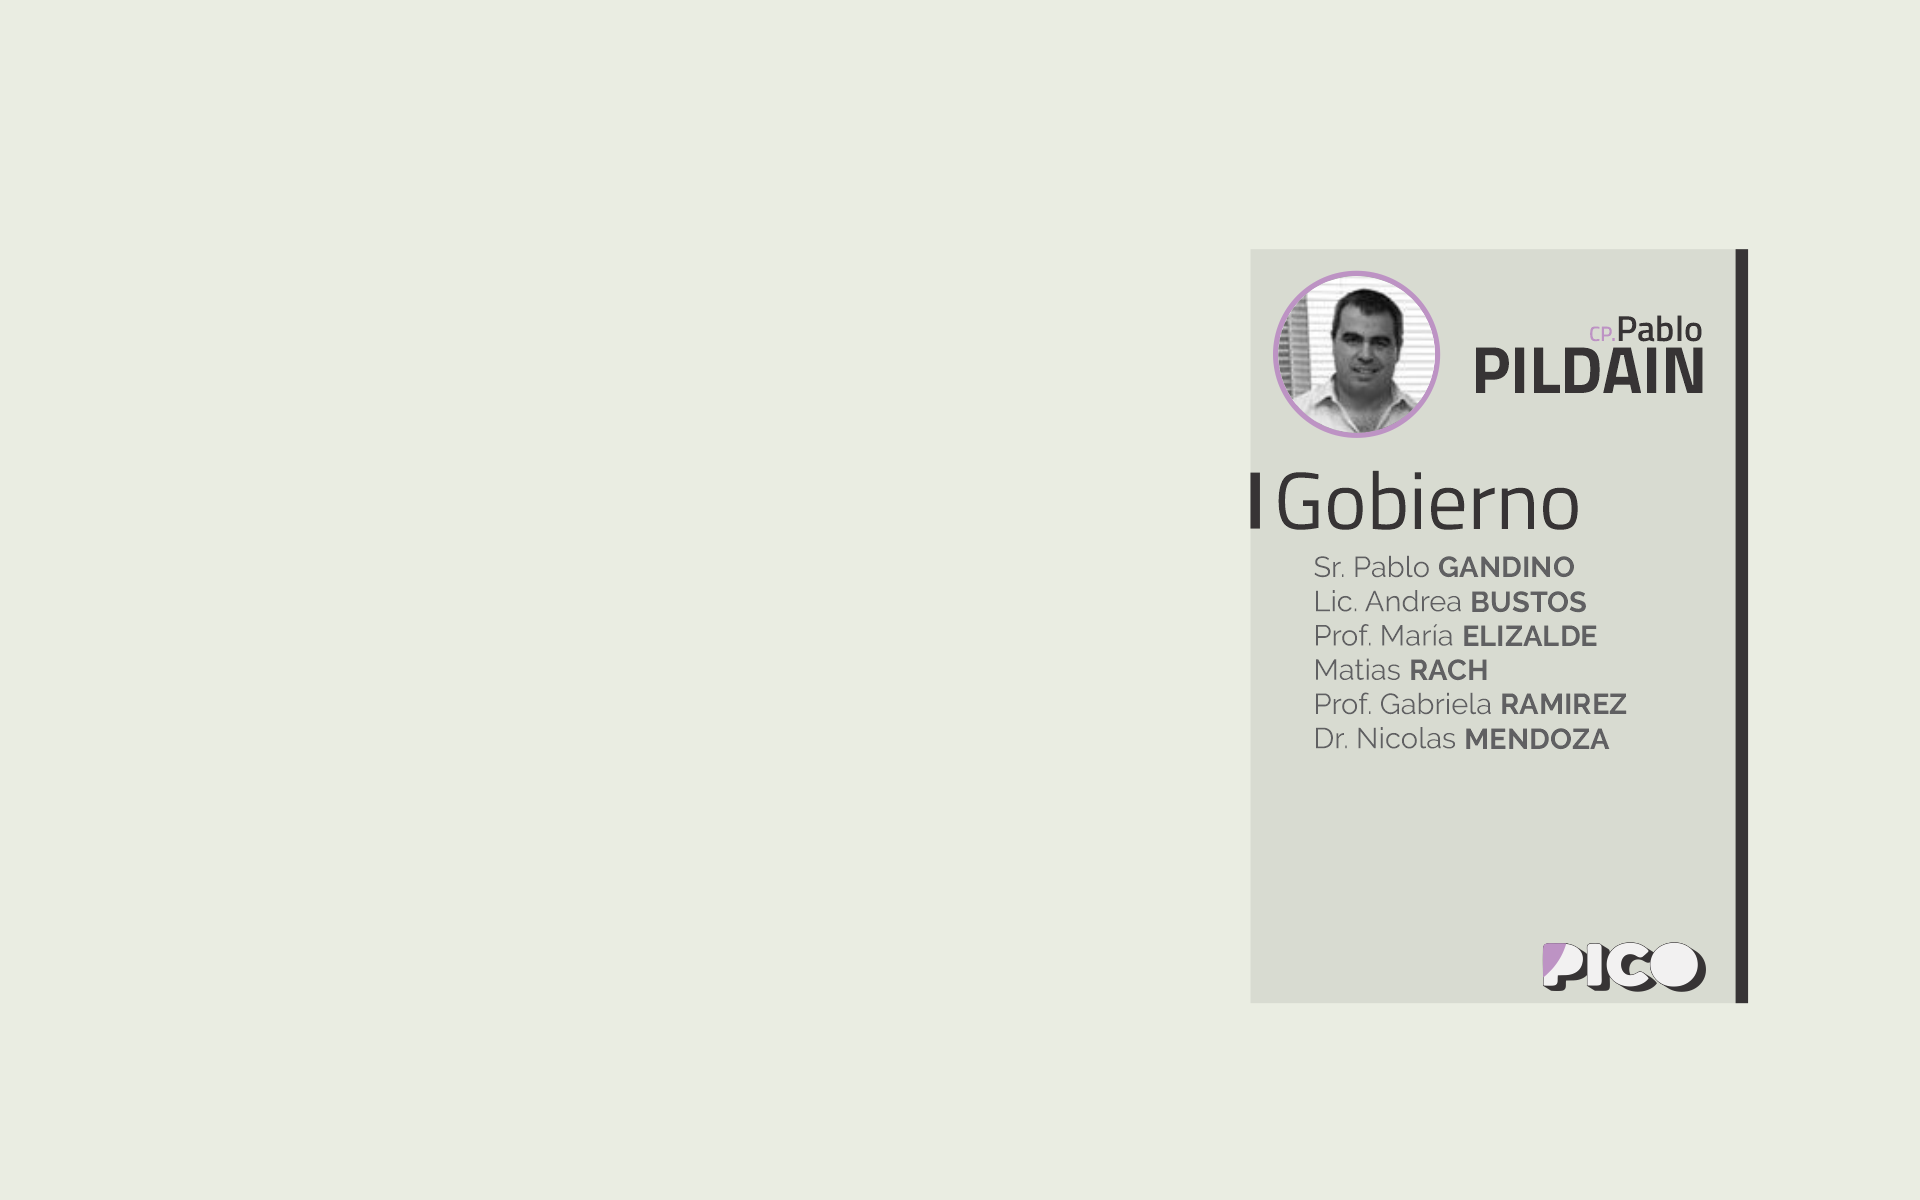 CP. Pablo
PILDAIN
Gobierno
Sr. Pablo GANDINO
Lic. Andrea BUSTOS
Prof. María ELIZALDE
Matias RACH
Prof. Gabriela RAMIREZ
Dr. Nicolas MENDOZA
PICO